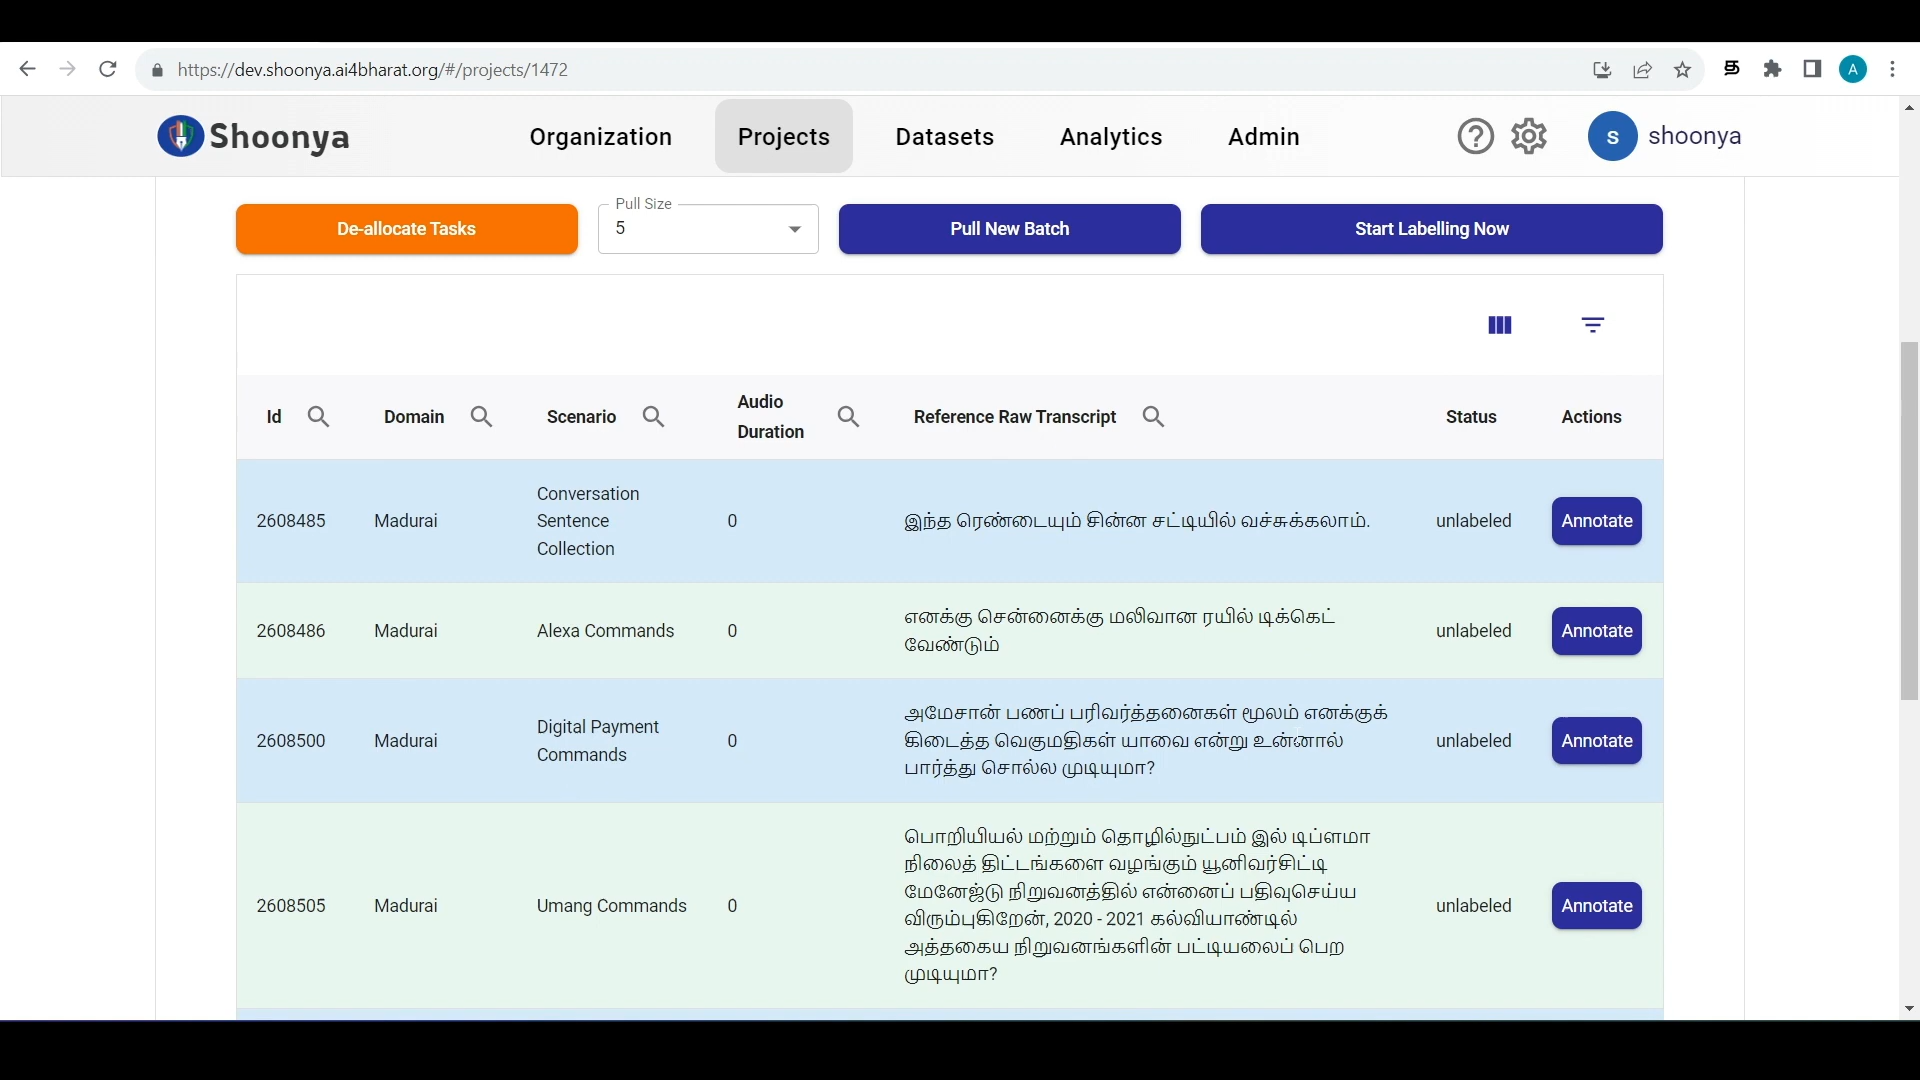 https://dev.shoonya.ai4bharat.org/#/projects/1472
த
A
Shoonya
Organization
Projects
Datasets
Analytics
Admin
?
s
shoonya
De-allocate Tasks
Pull Size
5
Pull New Batch
Start Labelling Now
Id
Domain
Scenario
Audio
Duration
Reference Raw Transcript
Status
Actions
2608485
Madurai
Conversation
Sentence
Collection
0
இந்த ரெண்டையும் சின்ன சட்டியில் வச்சுக்கலாம்.
unlabeled
Annotate
2608486
Madurai
Alexa Commands
0
எனக்கு சென்னைக்கு மலிவான ரயில் டிக்கெட்
வேண்டும்
unlabeled
Annotate
2608500
Madurai
Digital Payment
Commands
0
அமேசான் பணப் பரிவர்த்தனைகள் மூலம் எனக்குக்
கிடைத்த வெகுமதிகள் யாவை என்று உன்னால்
பார்த்து சொல்ல முடியுமா?
unlabeled
Annotate
2608505
Madurai
Umang Commands
0
பொறியியல் மற்றும் தொழில்நுட்பம் இல் டிப்ளமா
நிலைத் திட்டங்களை வழங்கும் யூனிவர்சிட்டி
மேனேஜ்டு நிறுவனத்தில் என்னைப் பதிவுசெய்ய
விரும்புகிறேன், 2020 - 2021 கல்வியாண்டில்
அத்தகைய நிறுவனங்களின் பட்டியலைப் பெற
முடியுமா?
unlabeled
Annotate